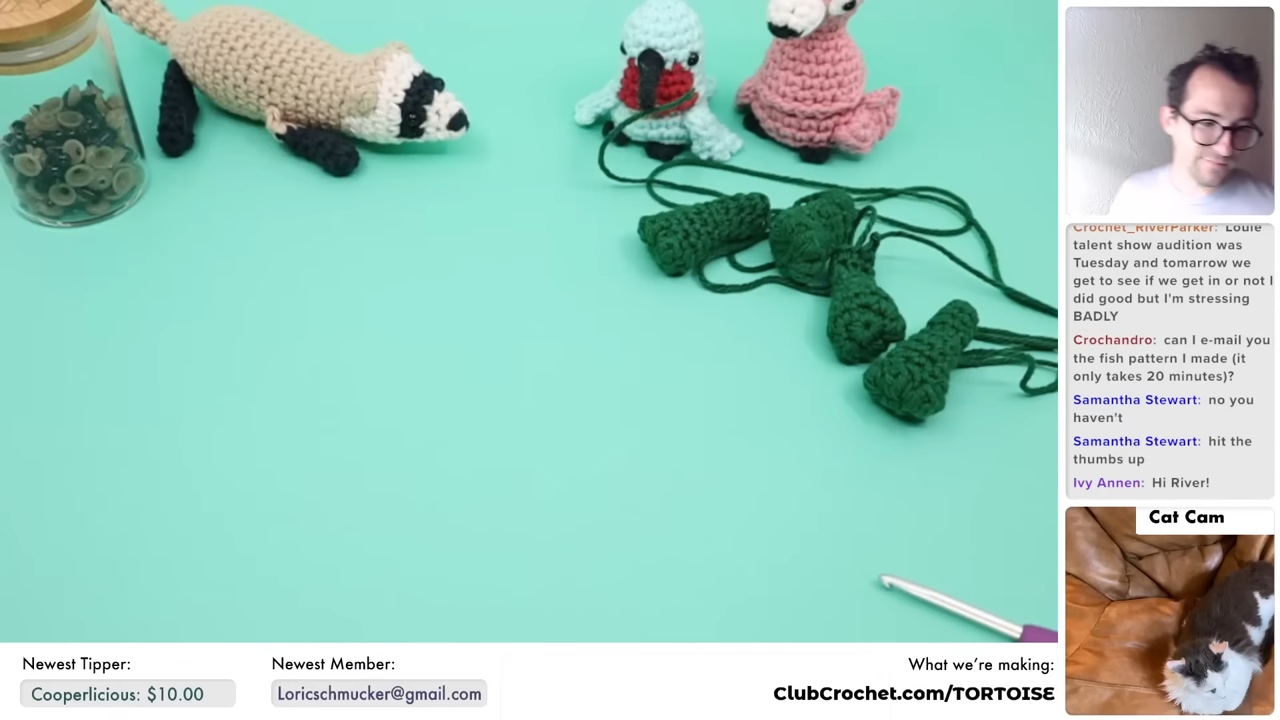 Crochet_RiverParker: Louie
talent show audition was
Tuesday and tomarrow we
get to see if we get in or not I
did good but I'm stressing
BADLY
Crochandro: can I e-mail you
the fish pattern I made (it
only takes 20 minutes)?
Samantha Stewart: no you
haven't
Samantha Stewart: hit the
thumbs up
Ivy Annen: Hi River!
Cat Cam
Newest Tipper:
Cooperlicious: $10.00
Newest Member:
Loricschmucker@gmail.com
What we're making:
ClubCrochet.com/TORTOISE